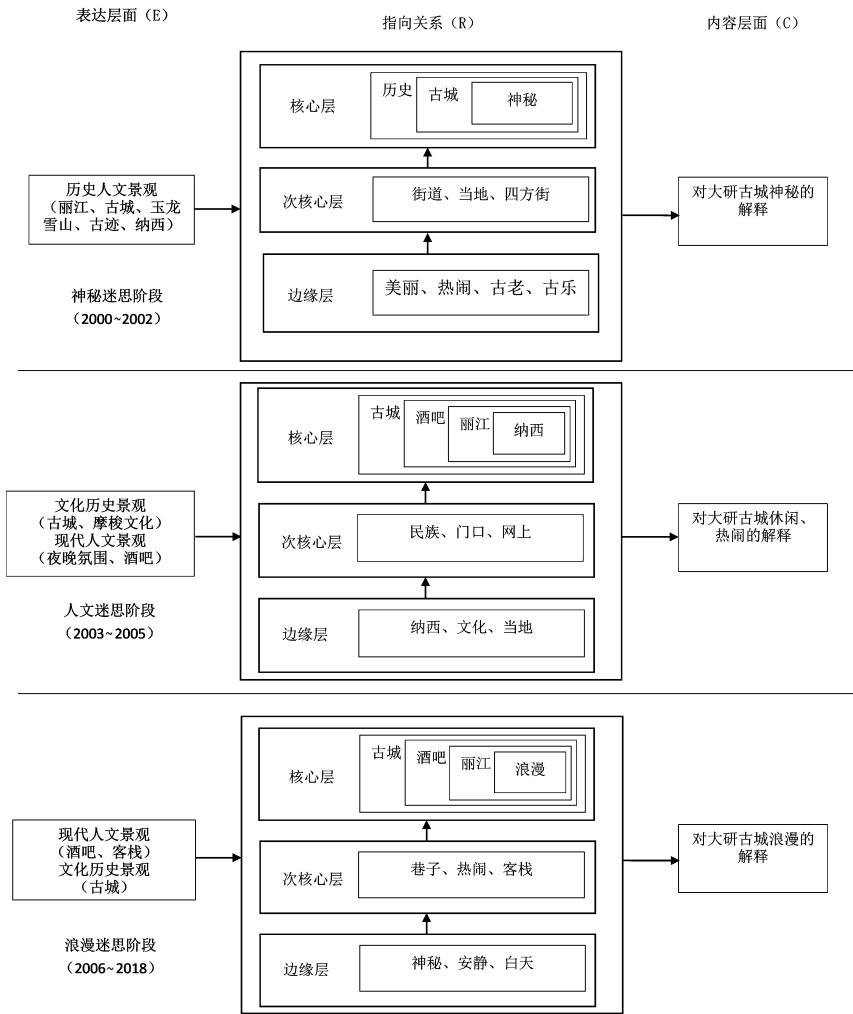 表达层面（E）
指向关系（R）
内容层面（C）
历史人文景观
（丽江、古城、玉龙
雪山、古迹、纳西）
神秘迷思阶段
（2000~2002）
核心层
历史
古城
神秘
次核心层
街道、当地、四方街
边缘层
美丽、热闹、古老、古乐
对大研古城神秘的
解释
文化历史景观
（古城、摩梭文化）
现代人文景观
（夜晚氛围、酒吧）
人文迷思阶段
（2003~2005）
核心层
古城
酒吧
丽江
纳西
次核心层
民族、门口、网上
边缘层
纳西、文化、当地
对大研古城休闲、
热闹的解释
现代人文景观
（酒吧、客栈）
文化历史景观
（古城）
浪漫迷思阶段
（2006~2018）
核心层
古城
酒吧
丽江
浪漫
次核心层
巷子、热闹、客栈
边缘层
神秘、安静、白天
对大研古城浪漫的
解释